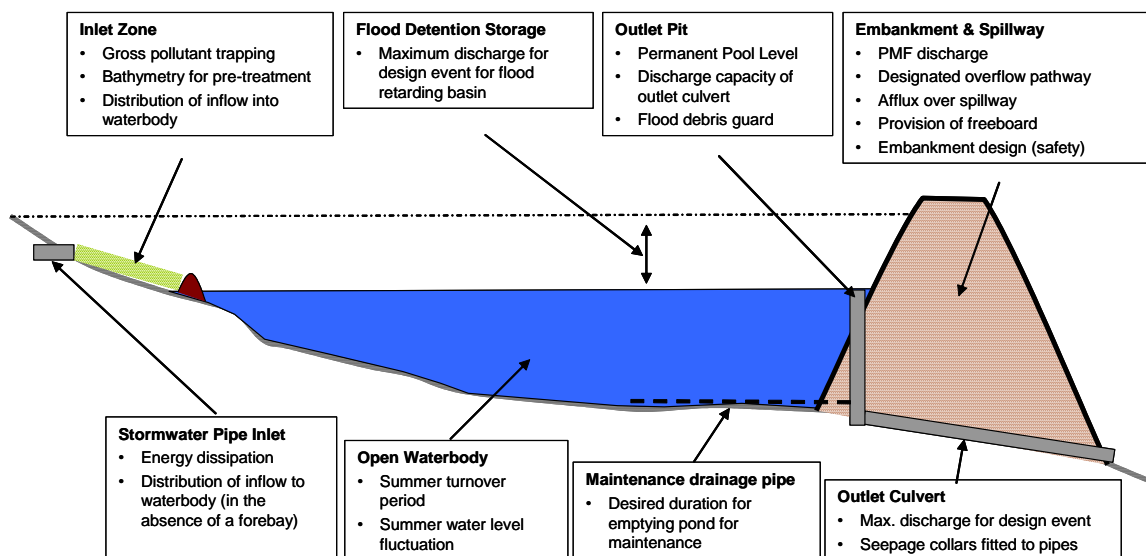 Inlet Zone
• Gross pollutant trapping
• Bathymetry for pre-treatment
• Distribution of inflow into
waterbody
Flood Detention Storage
• Maximum discharge for
design event for flood
retarding basin
Outlet Pit
• Permanent Pool Level
• Discharge capacity of
outlet culvert
• Flood debris guard
Embankment & Spillway
• PMF discharge
• Designated overflow pathway
• Afflux over spillway
• Provision of freeboard
• Embankment design (safety)
Stormwater Pipe Inlet
• Energy dissipation
• Distribution of inflow to
waterbody (in the
absence of a forebay)
Open Waterbody
• Summer turnover
period
• Summer water level
fluctuation
Maintenance drainage pipe
• Desired duration for
emptying pond for
maintenance
Outlet Culvert
• Max. discharge for design event
• Seepage collars fitted to pipes